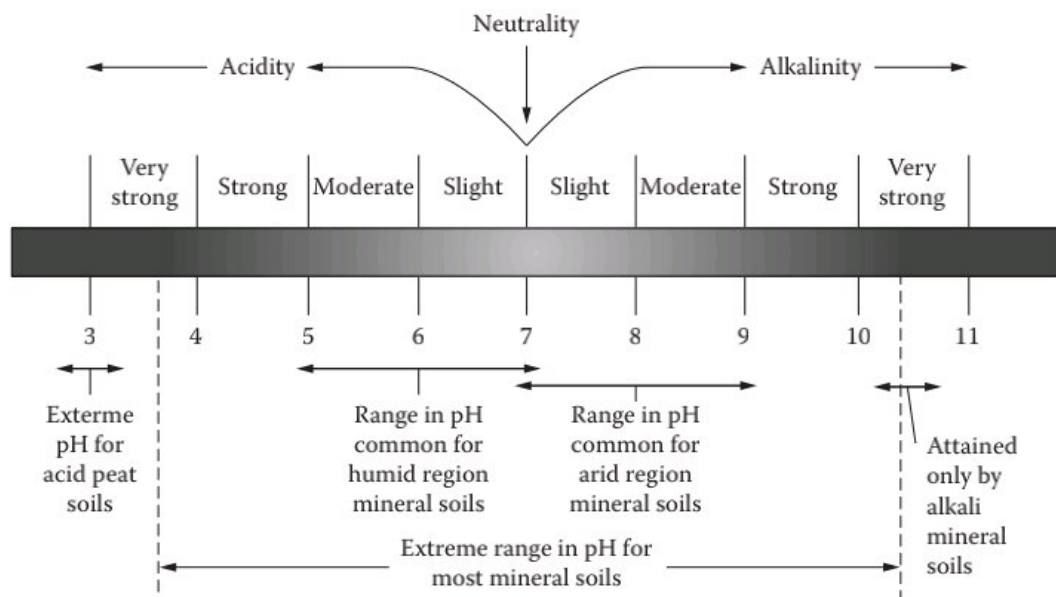 Neutrality
Acidity
Alkalinity
Very
strong
Strong
Moderate
Slight
Slight
Moderate
Strong
Very
strong
3
4
5
6
7
8
9
10
11
Exterme
pH for
acid peat
soils
Range in pH
common for
humid region
mineral soils
Range in pH
common for
arid region
mineral soils
Attained
only by
alkali
mineral
soils
Extreme range in pH for
most mineral soils